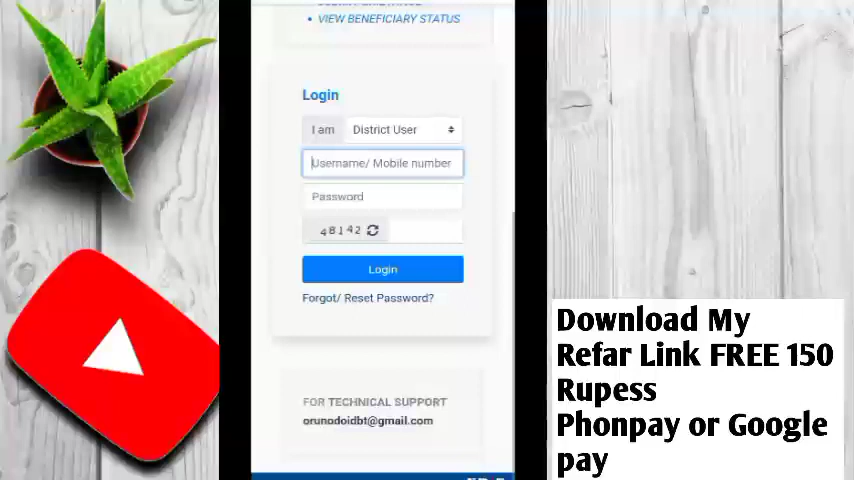 VIEW BENEFICIARY STATUS
Login
I am District User
Username/ Mobile number
Password
48142
Login
Forgot/ Reset Password?
FOR TECHNICAL SUPPORT
orunodoidbt@gmail.com
Download My
Refar Link FREE 150
Rupess
Phonpay or Google
pay